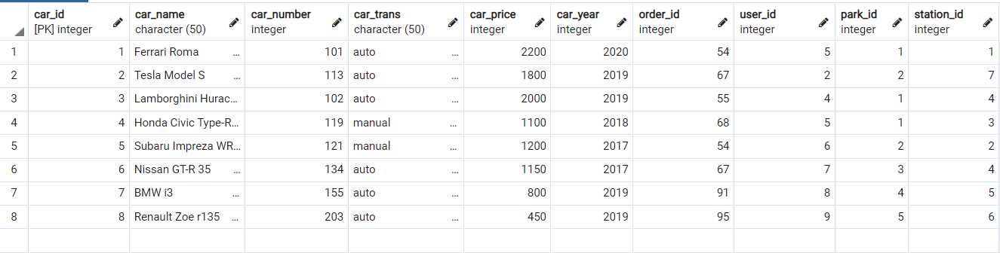 car_id car_name car_number car_trans car_price car_year order_id user_id park_id station_id
[PK] integer character (50) integer character (50) integer integer integer integer integer integer
1 1 Ferrari Roma ... 101 auto ... 2200 2020 54 5 1 1
2 2 Tesla Model S ... 113 auto ... 1800 2019 67 2 2 7
3 3 Lamborghini Hurac... 102 auto ... 2000 2019 55 4 1 4
4 4 Honda Civic Type-R... 119 manual ... 1100 2018 68 5 1 3
5 5 Subaru Impreza WR... 121 manual ... 1200 2017 54 6 2 2
6 6 Nissan GT-R 35 ... 134 auto ... 1150 2017 67 7 3 4
7 7 BMW i3 ... 155 auto ... 800 2019 91 8 4 5
8 8 Renault Zoe r135 ... 203 auto ... 450 2019 95 9 5 6